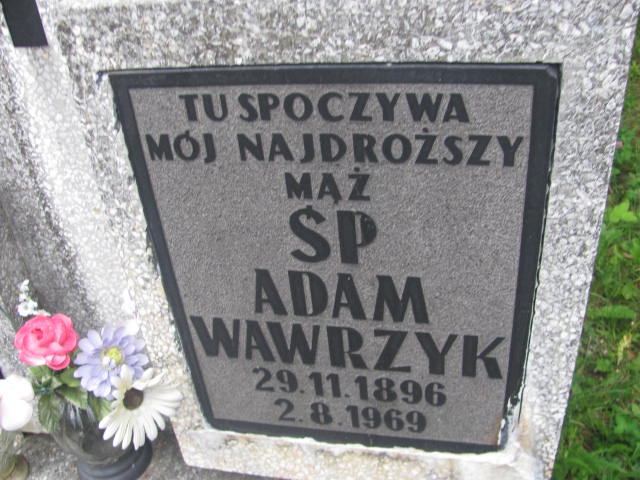 TU SPOCZYWA
MÓJ NAJDROŻSZY
MĄŻ
ŚP
ADAM
WAWRZYK
29.11.1896
2.8.1969